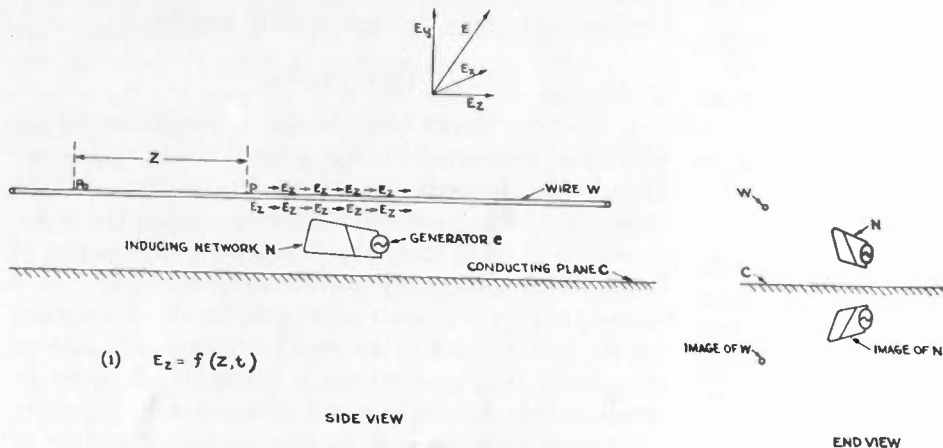 Ey
E
Ex
Ez
Z
P₀
P → Ez → Ez → Ez → Ez →
WIRE W
Ez → Ez → Ez → Ez → Ez →
W
N
INDUCING NETWORK N
GENERATOR e
CONDUCTING PLANE C
C
IMAGE OF W
IMAGE OF N
(1) Ez = f(Z,t)
SIDE VIEW
END VIEW